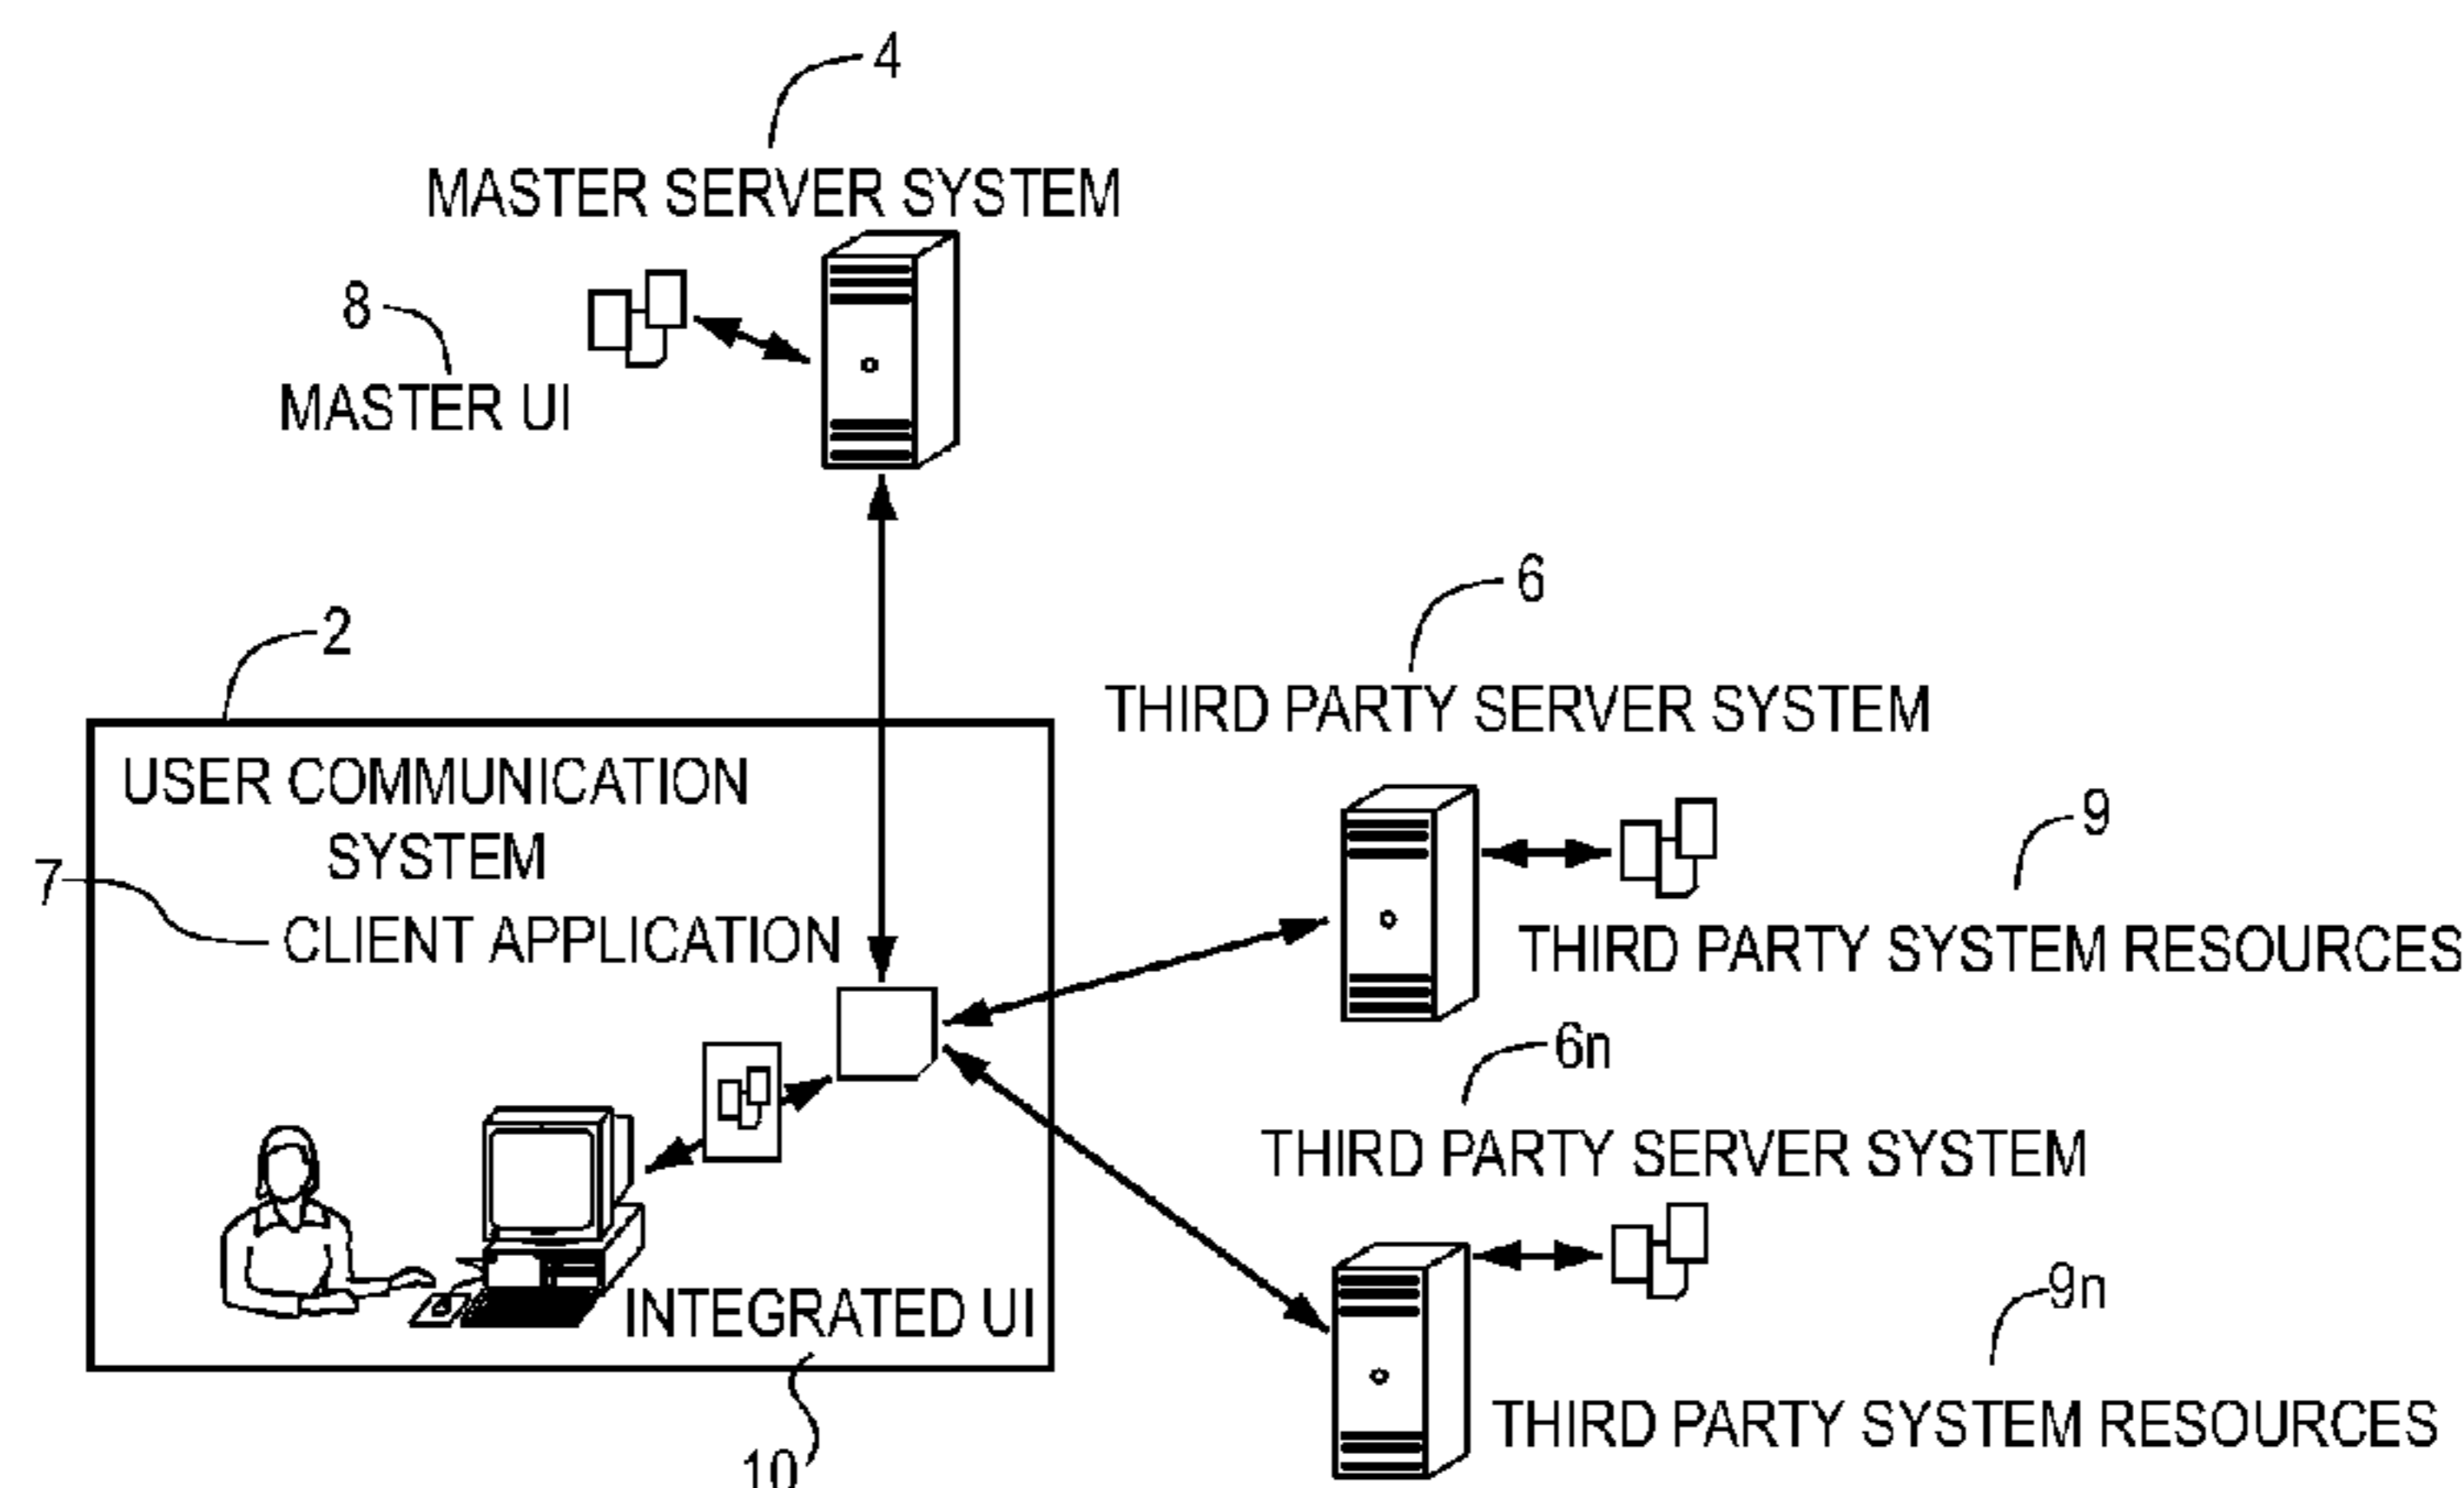 4
MASTER SERVER SYSTEM
8
MASTER UI
2
6
THIRD PARTY SERVER SYSTEM
USER COMMUNICATION
SYSTEM
7
CLIENT APPLICATION
9
THIRD PARTY SYSTEM RESOURCES
6n
THIRD PARTY SERVER SYSTEM
9n
INTEGRATED UI
THIRD PARTY SYSTEM RESOURCES
10